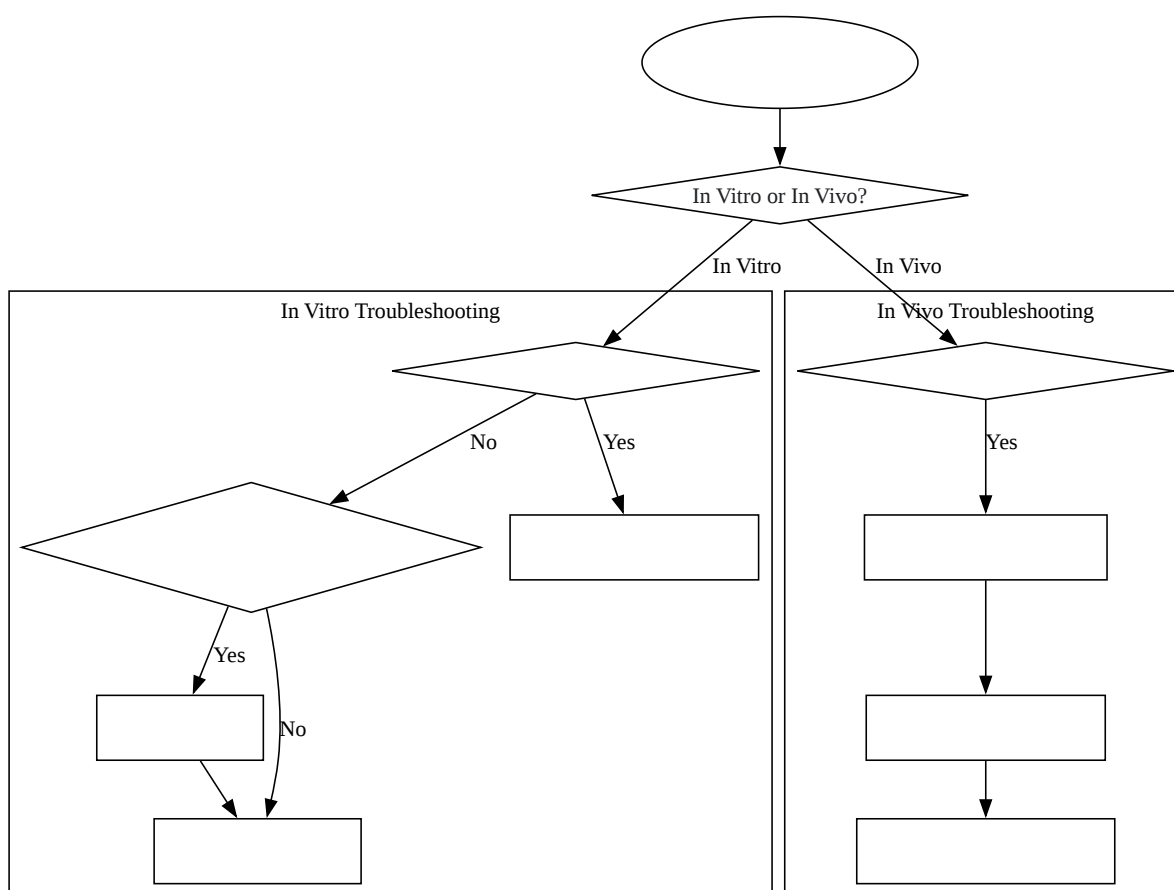 In Vitro or In Vivo?
In Vitro
In Vivo
In Vitro Troubleshooting
In Vivo Troubleshooting
No
Yes
Yes
Yes
No